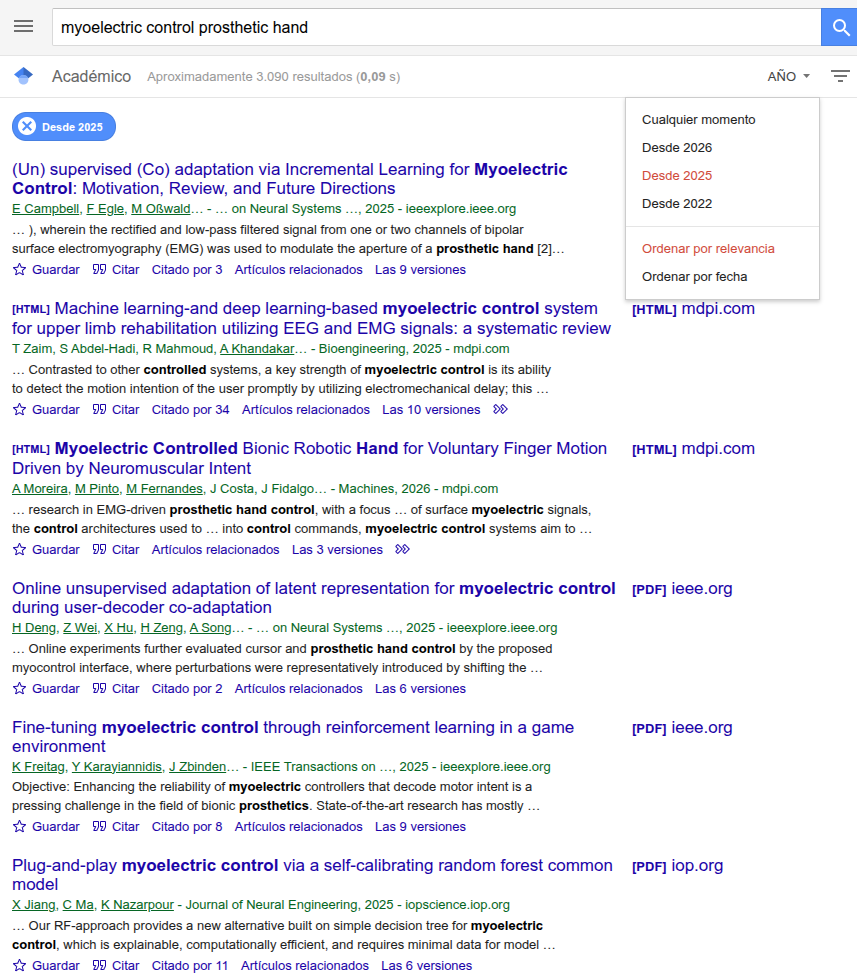 myoelectric control prosthetic hand
Académico Aproximadamente 3.090 resultados (0,09 s) AÑO
Desde 2025
Cualquier momento
Desde 2026
Desde 2025
Desde 2022
Ordenar por relevancia
Ordenar por fecha
(Un) supervised (Co) adaptation via Incremental Learning for Myoelectric
Control: Motivation, Review, and Future Directions
E Campbell, F Egle, M Oßwald… - … on Neural Systems …, 2025 - ieeexplore.ieee.org
… ), wherein the rectified and low-pass filtered signal from one or two channels of bipolar
surface electromyography (EMG) was used to modulate the aperture of a prosthetic hand [2]…
Guardar Citar Citado por 3 Artículos relacionados Las 9 versiones
[HTML] Machine learning-and deep learning-based myoelectric control system
for upper limb rehabilitation utilizing EEG and EMG signals: a systematic review
[HTML] mdpi.com
T Zaim, S Abdel-Hadi, R Mahmoud, A Khandakar… - Bioengineering, 2025 - mdpi.com
… Contrasted to other controlled systems, a key strength of myoelectric control is its ability
to detect the motion intention of the user promptly by utilizing electromechanical delay; this …
Guardar Citar Citado por 34 Artículos relacionados Las 10 versiones
[HTML] Myoelectric Controlled Bionic Robotic Hand for Voluntary Finger Motion
Driven by Neuromuscular Intent
[HTML] mdpi.com
A Moreira, M Pinto, M Fernandes, J Costa, J Fidalgo… - Machines, 2026 - mdpi.com
… research in EMG-driven prosthetic hand control, with a focus … of surface myoelectric signals,
the control architectures used to … into control commands, myoelectric control systems aim to …
Guardar Citar Artículos relacionados Las 3 versiones
Online unsupervised adaptation of latent representation for myoelectric control
during user-decoder co-adaptation
[PDF] ieee.org
H Deng, Z Wei, X Hu, H Zeng, A Song… - … on Neural Systems …, 2025 - ieeexplore.ieee.org
… Online experiments further evaluated cursor and prosthetic hand control by the proposed
myocontrol interface, where perturbations were representatively introduced by shifting the …
Guardar Citar Citado por 2 Artículos relacionados Las 6 versiones
Fine-tuning myoelectric control through reinforcement learning in a game
environment
[PDF] ieee.org
K Freitag, Y Karayiannidis, J Zbinden… - IEEE Transactions on …, 2025 - ieeexplore.ieee.org
Objective: Enhancing the reliability of myoelectric controllers that decode motor intent is a
pressing challenge in the field of bionic prosthetics. State-of-the-art research has mostly …
Guardar Citar Citado por 8 Artículos relacionados Las 9 versiones
Plug-and-play myoelectric control via a self-calibrating random forest common
model
[PDF] iop.org
X Jiang, C Ma, K Nazarpour - Journal of Neural Engineering, 2025 - iopscience.iop.org
… Our RF-approach provides a new alternative built on simple decision tree for myoelectric
control, which is explainable, computationally efficient, and requires minimal data for model …
Guardar Citar Citado por 11 Artículos relacionados Las 6 versiones